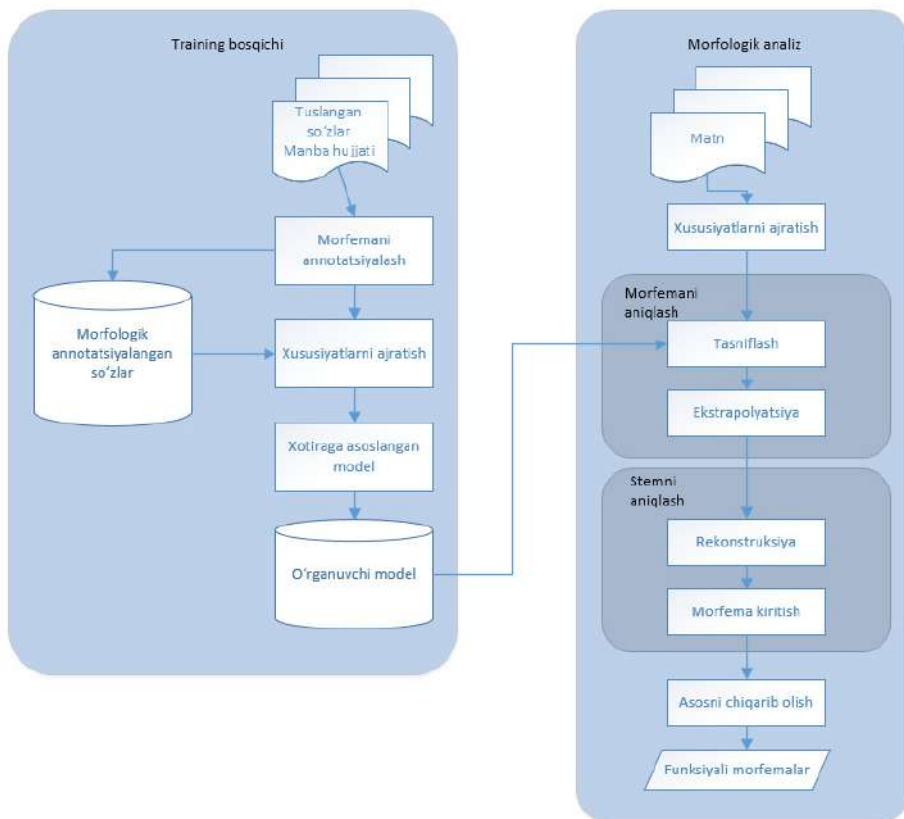 Training bosqichi
Tuslangan
so‘zlar
Manba hujjati
Morfemani
annotatsiyalash
Morfologik
annotatsiyalangan
so‘zlar
Xususiyatlarni ajratish
Xotiraga asoslangan
model
O‘rganuvchi model
Morfologik analiz
Matn
Xususiyatlarni ajratish
Morfemani
aniqlash
Tasniflash
Ekstrapolyatsiya
Stemni
aniqlash
Rekonstruksiya
Morfema kiritish
Asosni chiqarib olish
Funksiyali morfemalar